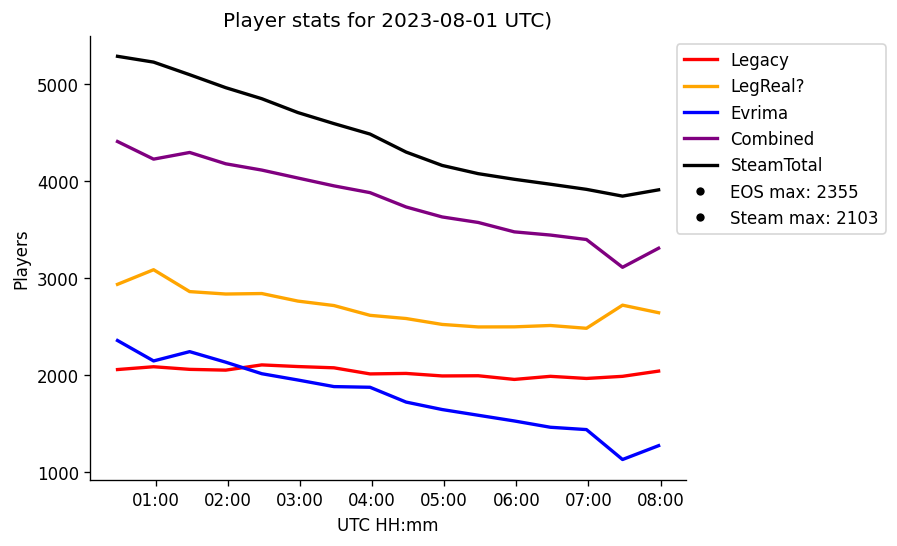 Player stats for 2023-08-01 UTC)
Legacy
LegReal?
Evrima
Combined
SteamTotal
EOS max: 2355
Steam max: 2103
5000
4000
3000
2000
1000
Players
01:00 02:00 03:00 04:00 05:00 06:00 07:00 08:00
UTC HH:mm